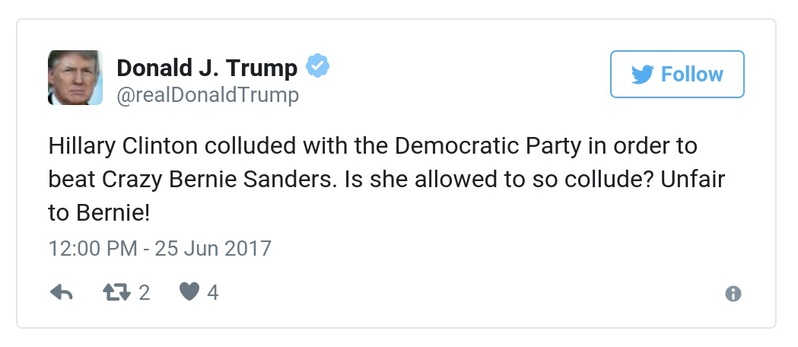 Donald J. Trump
@realDonaldTrump
Follow
Hillary Clinton colluded with the Democratic Party in order to
beat Crazy Bernie Sanders. Is she allowed to so collude? Unfair
to Bernie!
12:00 PM - 25 Jun 2017
2 4